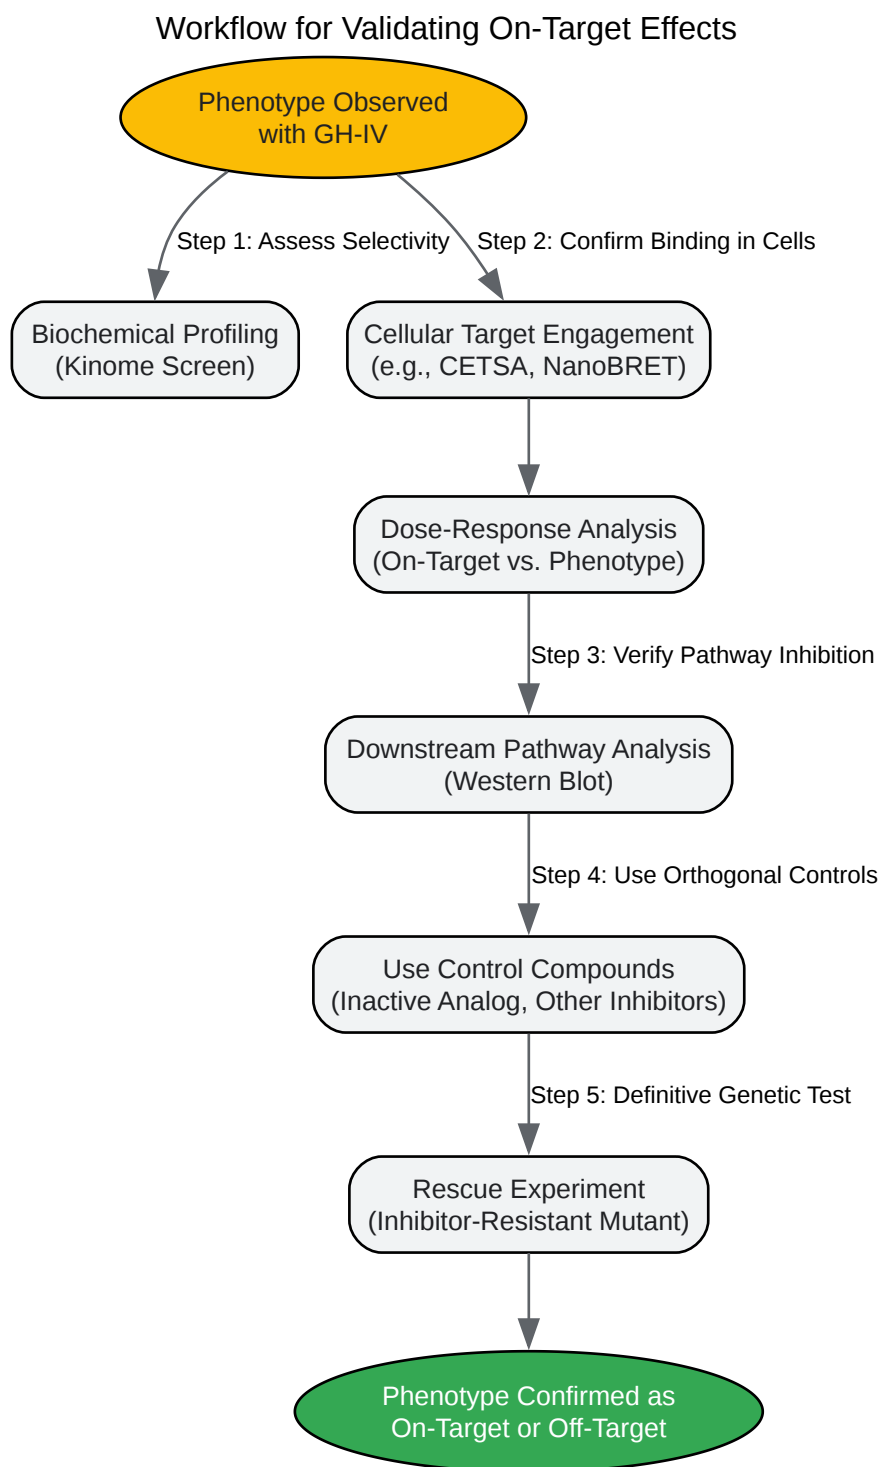 Workflow for Validating On-Target Effects
Phenotype Observed
with GH-IV
Step 1: Assess Selectivity
Step 2: Confirm Binding in Cells
Biochemical Profiling
(Kinome Screen)
Cellular Target Engagement
(e.g., CETSA, NanoBRET)
Dose-Response Analysis
(On-Target vs. Phenotype)
Step 3: Verify Pathway Inhibition
Downstream Pathway Analysis
(Western Blot)
Step 4: Use Orthogonal Controls
Use Control Compounds
(Inactive Analog, Other Inhibitors)
Step 5: Definitive Genetic Test
Rescue Experiment
(Inhibitor-Resistant Mutant)
Phenotype Confirmed as
On-Target or Off-Target